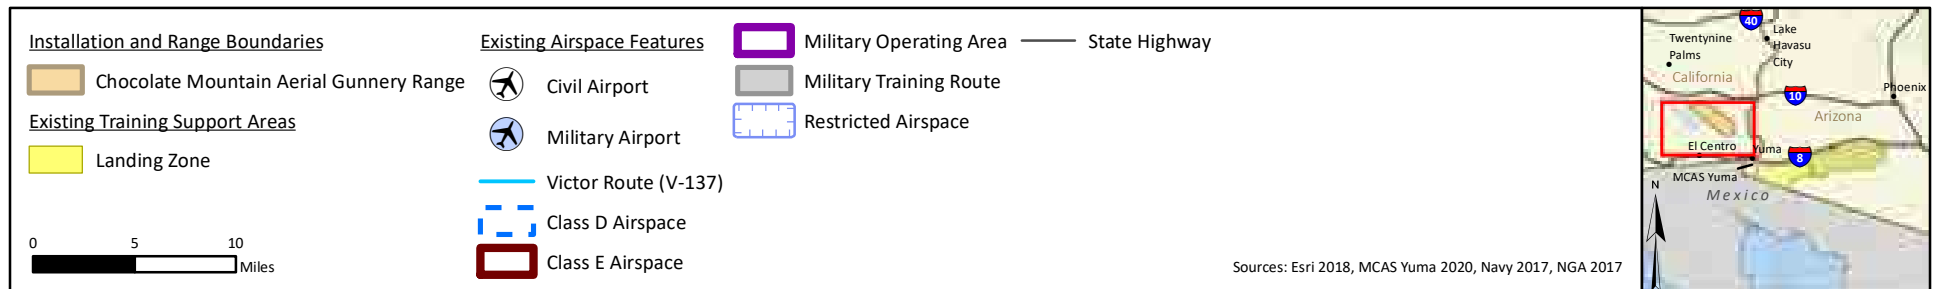 Installation and Range Boundaries
Chocolate Mountain Aerial Gunnery Range
Existing Training Support Areas
Landing Zone
0 5 10
Miles
Existing Airspace Features
Civil Airport
Military Airport
Victor Route (V-137)
Class D Airspace
Class E Airspace
Military Operating Area
Military Training Route
Restricted Airspace
State Highway
Sources: Esri 2018, MCAS Yuma 2020, Navy 2017, NGA 2017
40
Lake
Havasu
City
Twentynine
Palms
California
Phoenix
10
Arizona
El Centro
Yuma
8
MCAS Yuma
N
Mexico